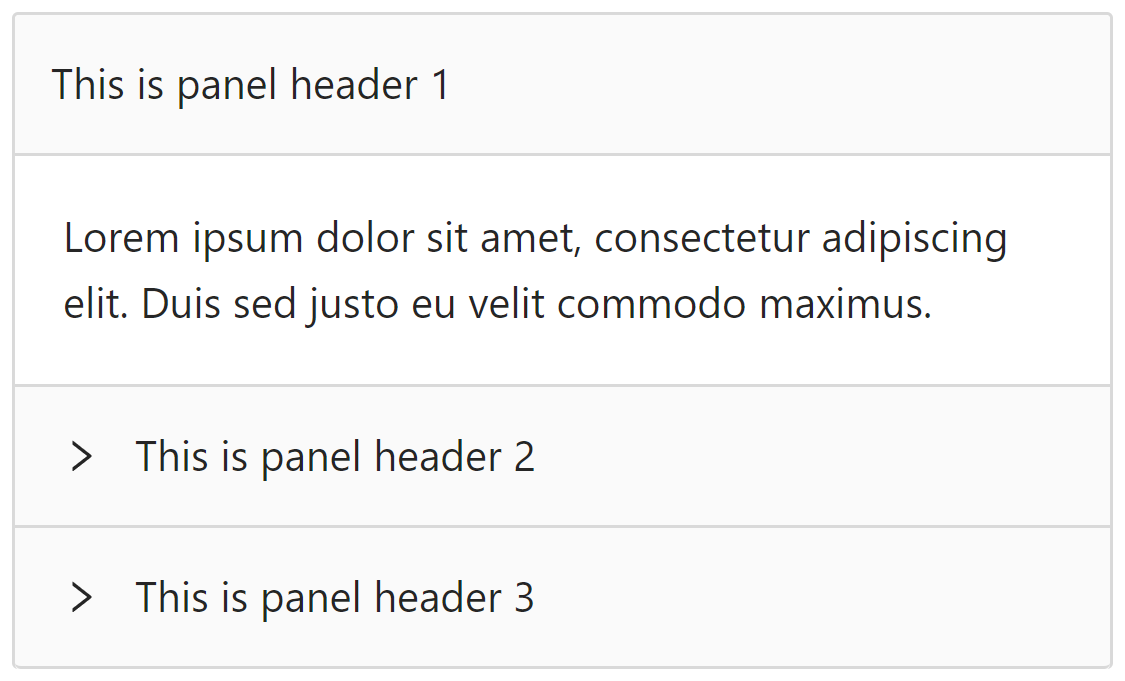 This is panel header 1
Lorem ipsum dolor sit amet, consectetur adipiscing
elit. Duis sed justo eu velit commodo maximus.
This is panel header 2
This is panel header 3